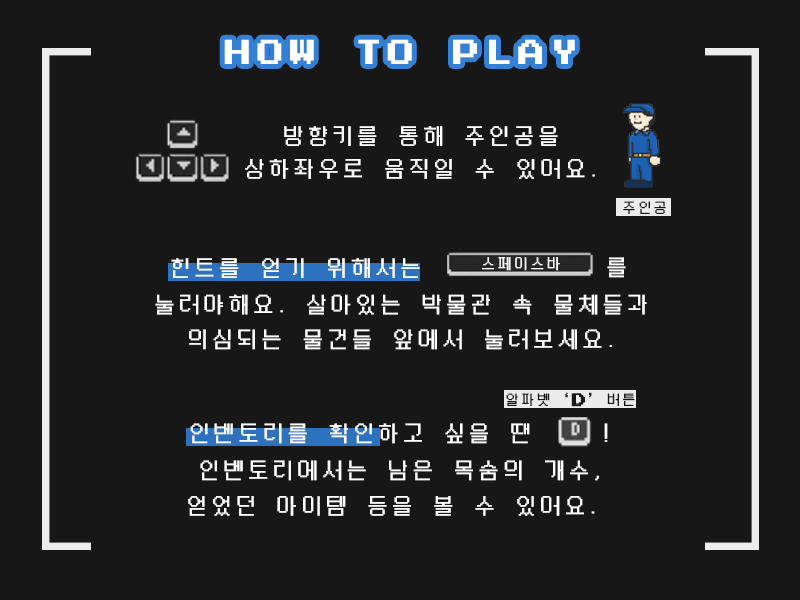 HOW TO PLAY
방향키를 통해 주인공을
상하좌우로 움직일 수 있어요.
주인공
힌트를 얻기 위해서는 스페이스바 를
눌러야해요. 살아있는 박물관 속 물체들과
의심되는 물건들 앞에서 눌러보세요.
알파벳 ‘D’ 버튼
인벤토리를 확인하고 싶을 땐 D !
인벤토리에서는 남은 목숨의 개수,
얻었던 아이템 등을 볼 수 있어요.